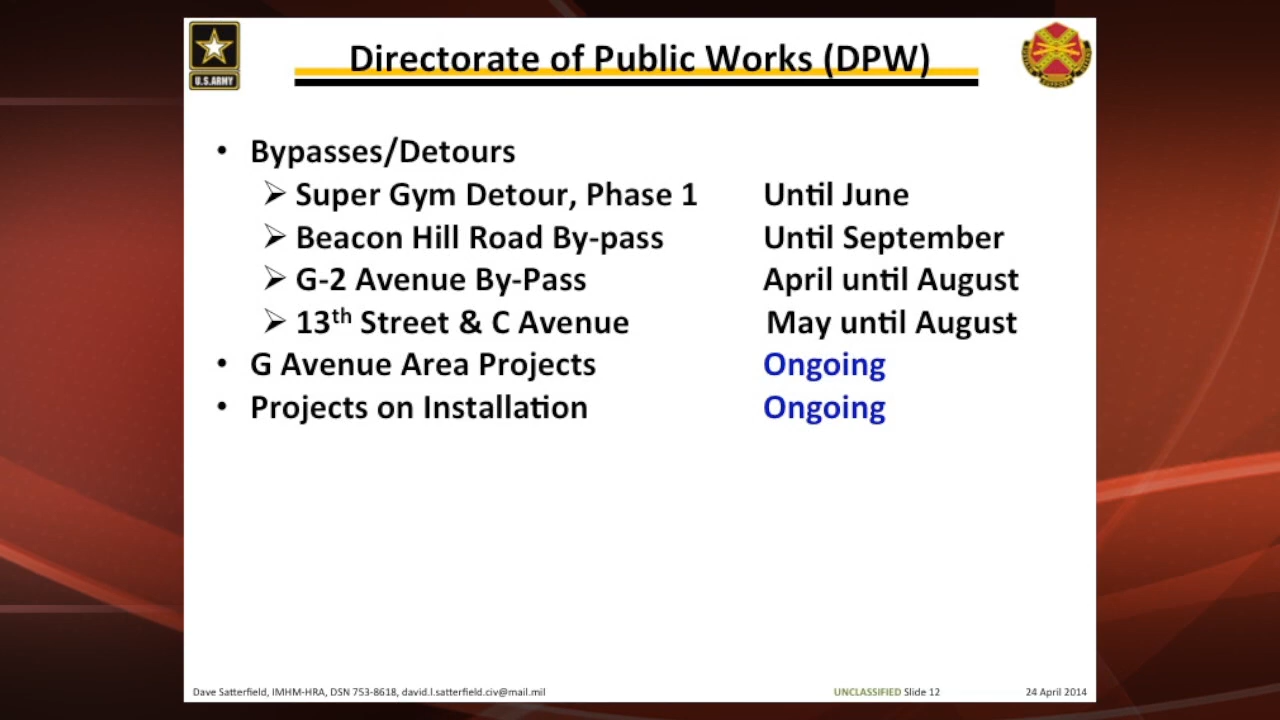 U.S.ARMY
Directorate of Public Works (DPW)
• Bypasses/Detours
➢ Super Gym Detour, Phase 1 Until June
➢ Beacon Hill Road By-pass Until September
➢ G-2 Avenue By-Pass April until August
➢ 13th Street & C Avenue May until August
• G Avenue Area Projects Ongoing
• Projects on Installation Ongoing
Dave Satterfield, IMHM-HRA, DSN 753-8618, david.l.satterfield.civ@mail.mil UNCLASSIFIED Slide 12 24 April 2014